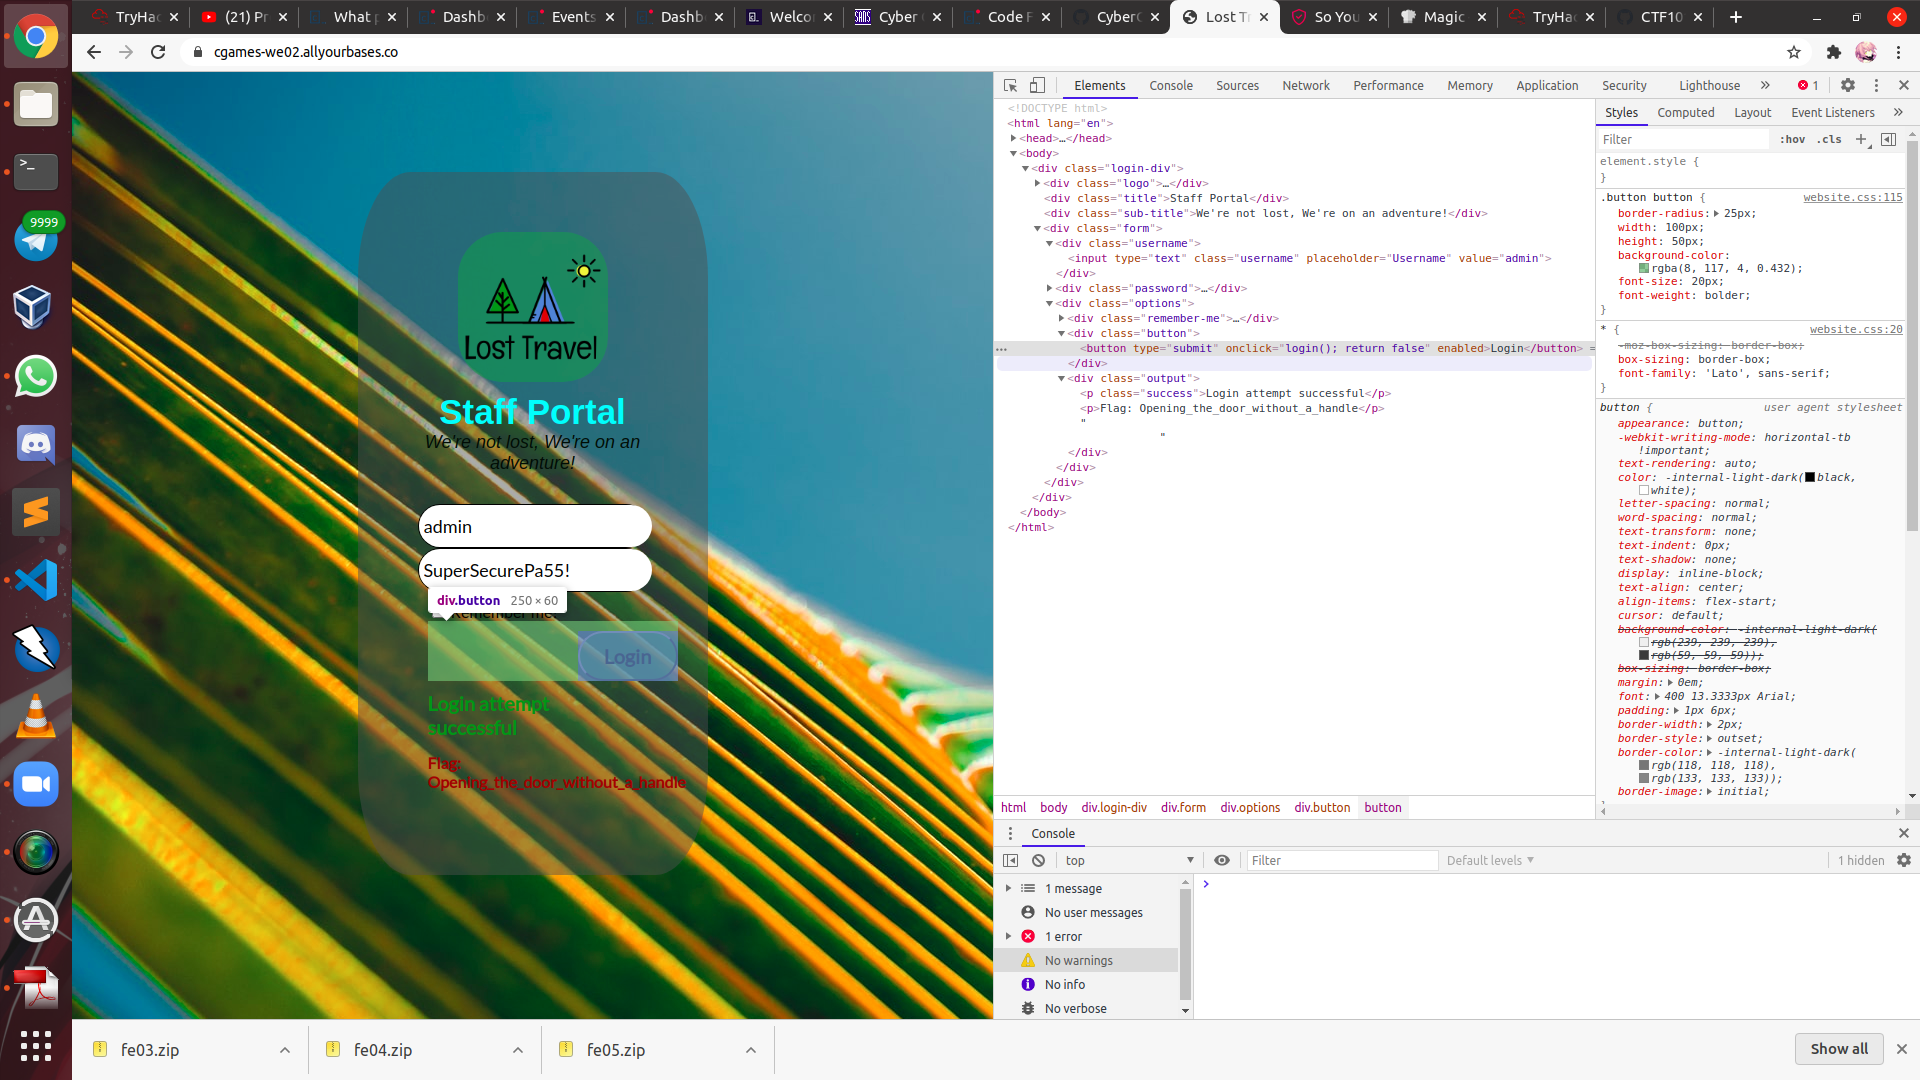 TryHa
(21) Pr
What
Dashb
Events
Dashb
Welco
Cyber
Code F
Cyber
Lost Tr
So You
Magic
TryHa
CTF10
cgames-we02.allyourbases.co
9999
Lost Travel
Staff Portal
We're not lost, We're on an
adventure!
admin
SuperSecurePa55!
div.button 250 × 60
Remember me?
Login
Login attempt
successful
Flag:
Opening_the_door_without_a_handle
Elements Console Sources Network Performance Memory Application Security Lighthouse » 1
<!DOCTYPE html>
<html lang="en">
<head>…</head>
<body>
<div class="login-div">
<div class="logo">…</div>
<div class="title">Staff Portal</div>
<div class="sub-title">We're not lost, We're on an adventure!</div>
<div class="form">
<div class="username">
<input type="text" class="username" placeholder="Username" value="admin">
</div>
<div class="password">…</div>
<div class="options">
<div class="remember-me">…</div>
<div class="button">
… <button type="submit" onclick="login(); return false" enabled>Login</button> =
</div>
<div class="output">
<p class="success">Login attempt successful</p>
<p>Flag: Opening_the_door_without_a_handle</p>
"
"
</div>
</div>
</div>
</div>
</body>
</html>
html body div.login-div div.form div.options div.button button
Styles Computed Layout Event Listeners »
Filter :hov .cls +
element.style {
}
.button button { website.css:115
border-radius: 25px;
width: 100px;
height: 50px;
background-color:
rgba(8, 117, 4, 0.432);
font-size: 20px;
font-weight: bolder;
}
* { website.css:20
-moz-box-sizing: border-box;
box-sizing: border-box;
font-family: 'Lato', sans-serif;
}
button { user agent stylesheet
appearance: button;
-webkit-writing-mode: horizontal-tb
!important;
text-rendering: auto;
color: -internal-light-dark( black,
white);
letter-spacing: normal;
word-spacing: normal;
text-transform: none;
text-indent: 0px;
text-shadow: none;
display: inline-block;
text-align: center;
align-items: flex-start;
cursor: default;
background-color: -internal-light-dark(
rgb(239, 239, 239),
rgb(59, 59, 59));
box-sizing: border-box;
margin: 0em;
font: 400 13.3333px Arial;
padding: 1px 6px;
border-width: 2px;
border-style: outset;
border-color: -internal-light-dark(
rgb(118, 118, 118),
rgb(133, 133, 133));
border-image: initial;
Console
top Filter Default levels 1 hidden
1 message
No user messages
1 error
No warnings
No info
No verbose
fe03.zip
fe04.zip
fe05.zip
Show all